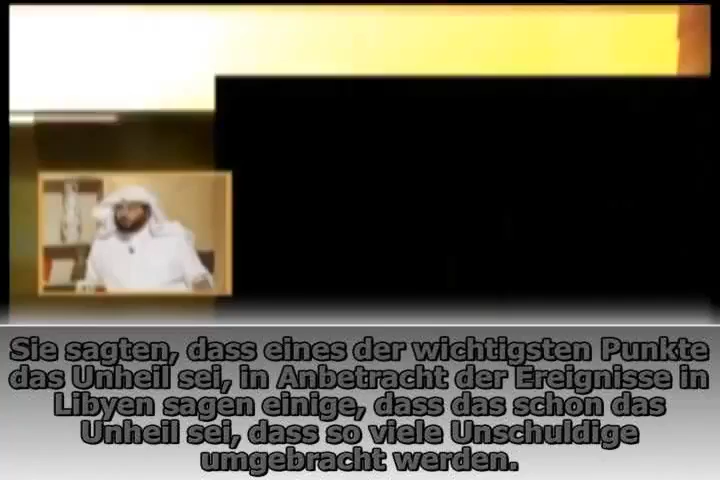 Sie sagten, dass eines der wichtigsten Punkte
das Unheil sei, in Anbetracht der Ereignisse in
Libyen sagen einige, dass das schon das
Unheil sei, dass so viele Unschuldige
umgebracht werden.